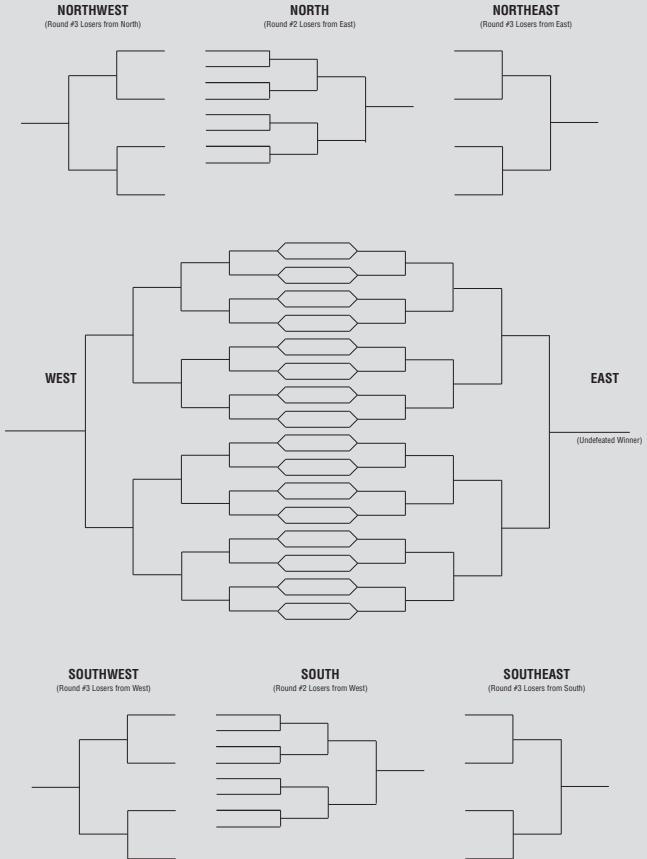 NORTHWEST
(Round #3 Losers from North)
NORTH
(Round #2 Losers from East)
NORTHEAST
(Round #3 Losers from East)
WEST
EAST
(Undefeated Winner)
SOUTHWEST
(Round #3 Losers from West)
SOUTH
(Round #2 Losers from West)
SOUTHEAST
(Round #3 Losers from South)